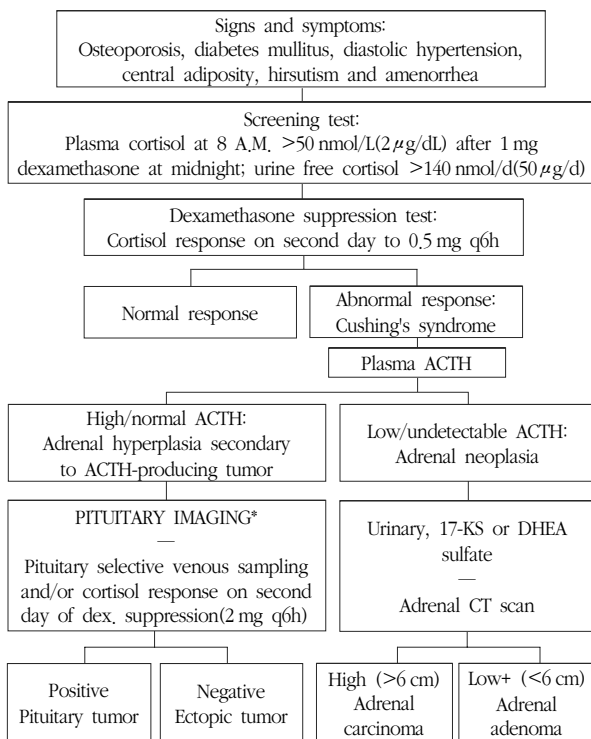 Signs and symptoms:
Osteoporosis, diabetes mullitus, diastolic hypertension,
central adiposity, hirsutism and amenorrhea
Screening test:
Plasma cortisol at 8 A.M. >50 nmol/L(2 μg/dL) after 1 mg
dexamethasone at midnight; urine free cortisol >140 nmol/d(50 μg/d)
Dexamethasone suppression test:
Cortisol response on second day to 0.5 mg q6h
Normal response
Abnormal response:
Cushing's syndrome
Plasma ACTH
High/normal ACTH:
Adrenal hyperplasia secondary
to ACTH-producing tumor
Low/undetectable ACTH:
Adrenal neoplasia
PITUITARY IMAGING*
—
Pituitary selective venous sampling
and/or cortisol response on second
day of dex. suppression(2 mg q6h)
Urinary, 17-KS or DHEA
sulfate
—
Adrenal CT scan
Positive
Pituitary tumor
Negative
Ectopic tumor
High (>6 cm)
Adrenal
carcinoma
Low+ (<6 cm)
Adrenal
adenoma